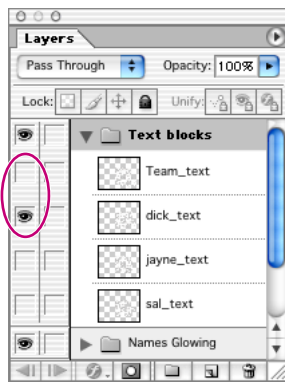 Layers
Pass Through Opacity: 100%
Lock: Unify:
Text blocks
Team_text
dick_text
jayne_text
sal_text
Names Glowing